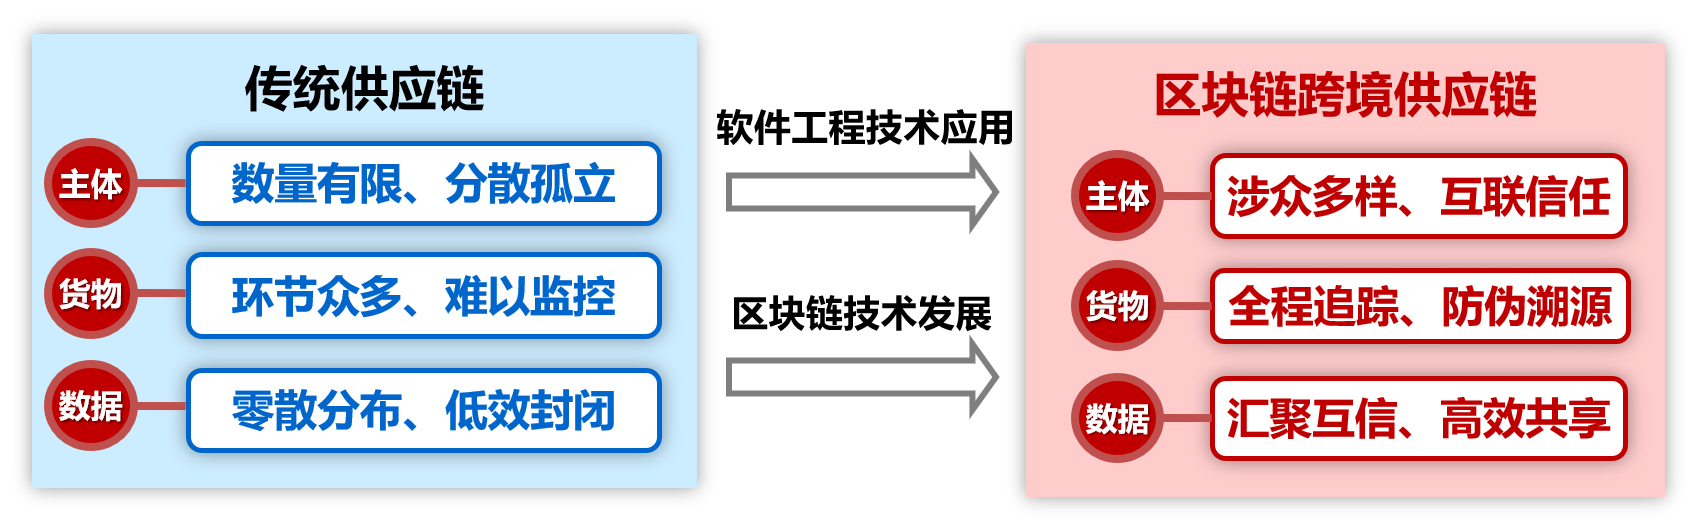 传统供应链
主体
数量有限、分散孤立
货物
环节众多、难以监控
数据
零散分布、低效封闭
软件工程技术应用
区块链技术发展
区块链跨境供应链
主体
涉众多样、互联信任
货物
全程追踪、防伪溯源
数据
汇聚互信、高效共享